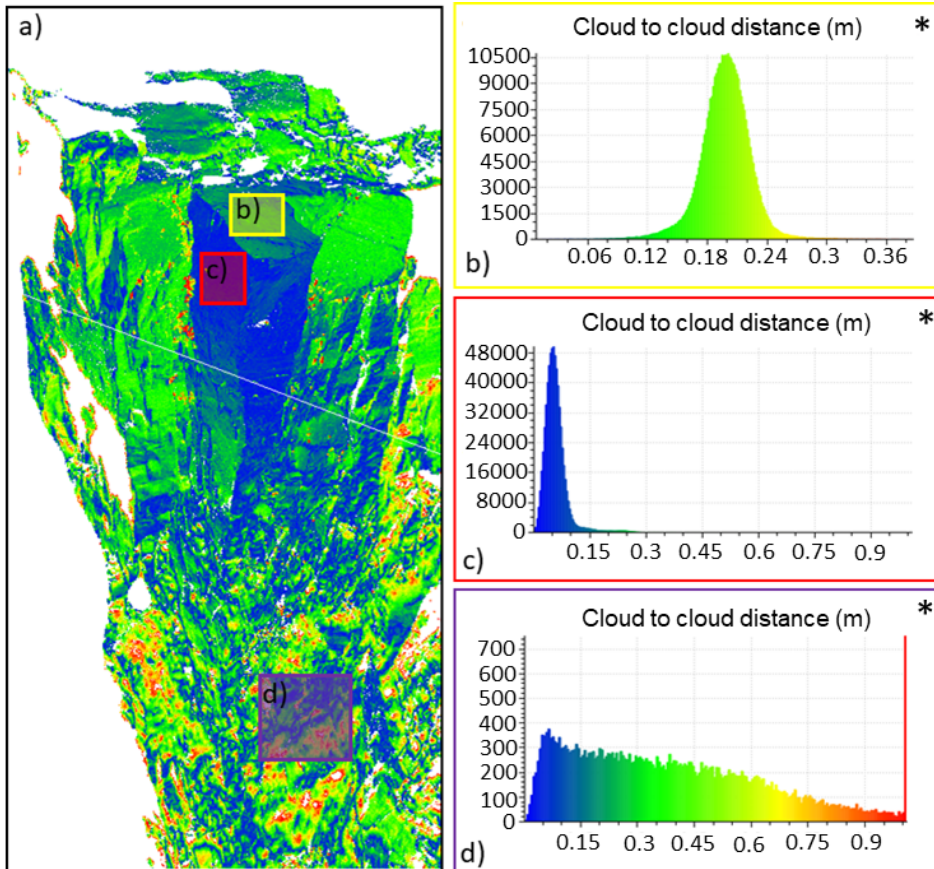 a)
b)
c)
d)
Cloud to cloud distance (m) *
10500
9000
7500
6000
4500
3000
1500
0
0.06 0.12 0.18 0.24 0.3 0.36
b)
Cloud to cloud distance (m) *
48000
40000
32000
24000
16000
8000
0
0.15 0.3 0.45 0.6 0.75 0.9
c)
Cloud to cloud distance (m) *
700
600
500
400
300
200
100
0
0.15 0.3 0.45 0.6 0.75 0.9
d)